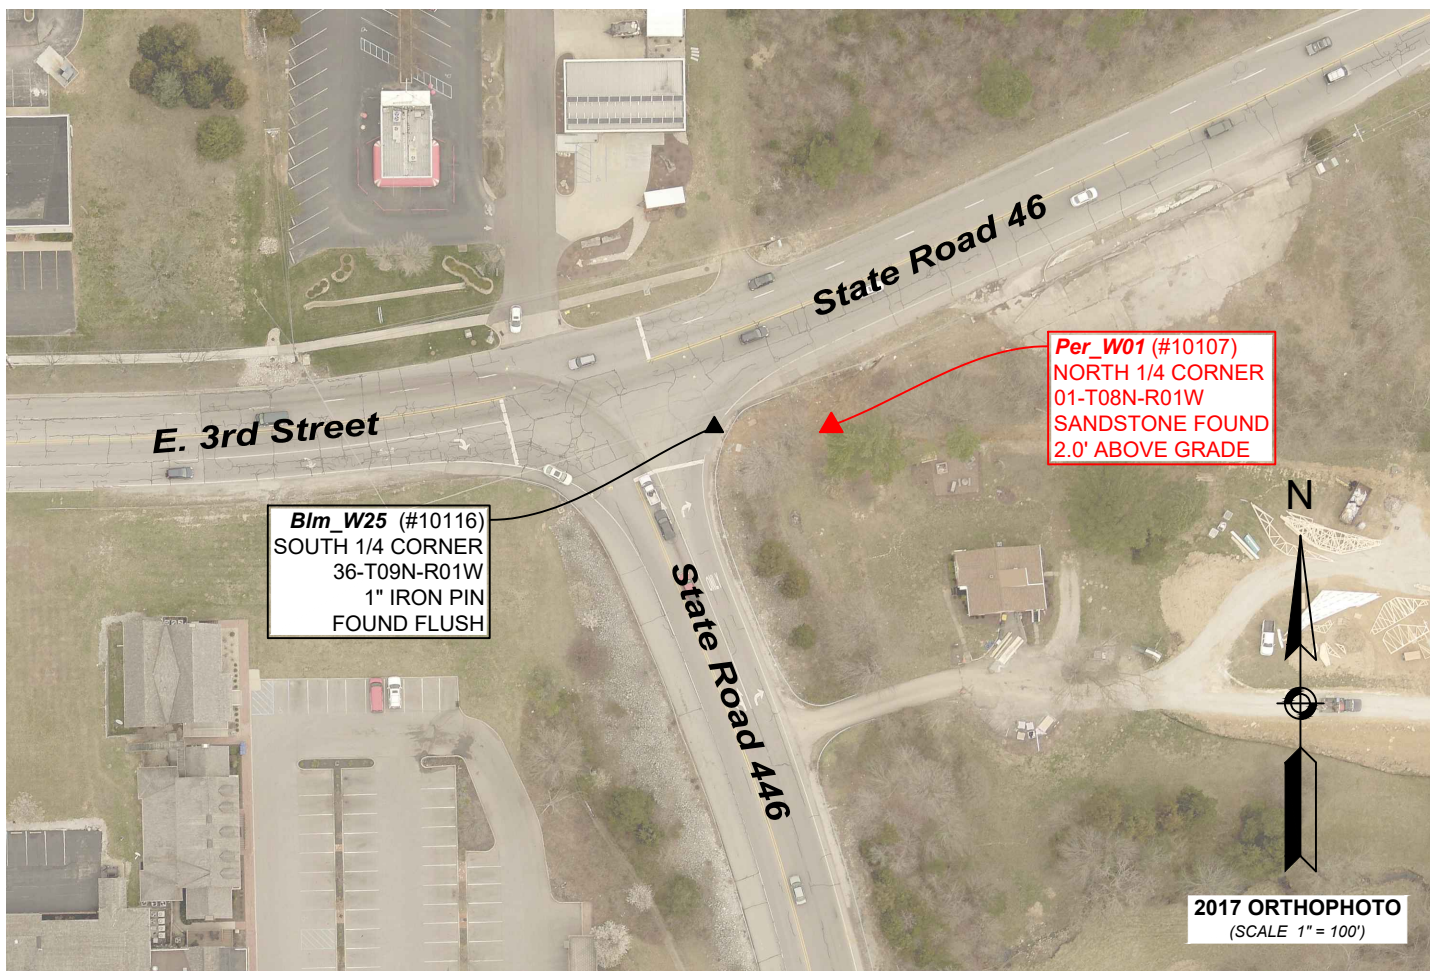 State Road 46
Per_W01 (#10107)
NORTH 1/4 CORNER
01-T08N-R01W
SANDSTONE FOUND
2.0' ABOVE GRADE
E. 3rd Street
Blm_W25 (#10116)
SOUTH 1/4 CORNER
36-T09N-R01W
1" IRON PIN
FOUND FLUSH
N
State Road 446
2017 ORTHOPHOTO
(SCALE 1" = 100')